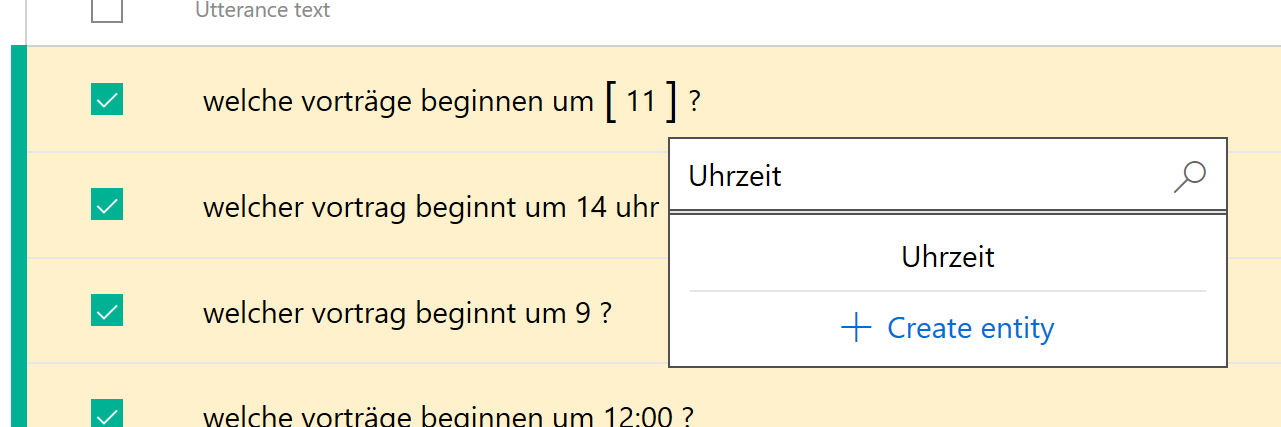 Utterance text
welche vorträge beginnen um [ 11 ] ?
Uhrzeit
welcher vortrag beginnt um 14 uhr
Uhrzeit
welcher vortrag beginnt um 9 ?
+ Create entity
welche vorträge beginnen um 12:00 ?